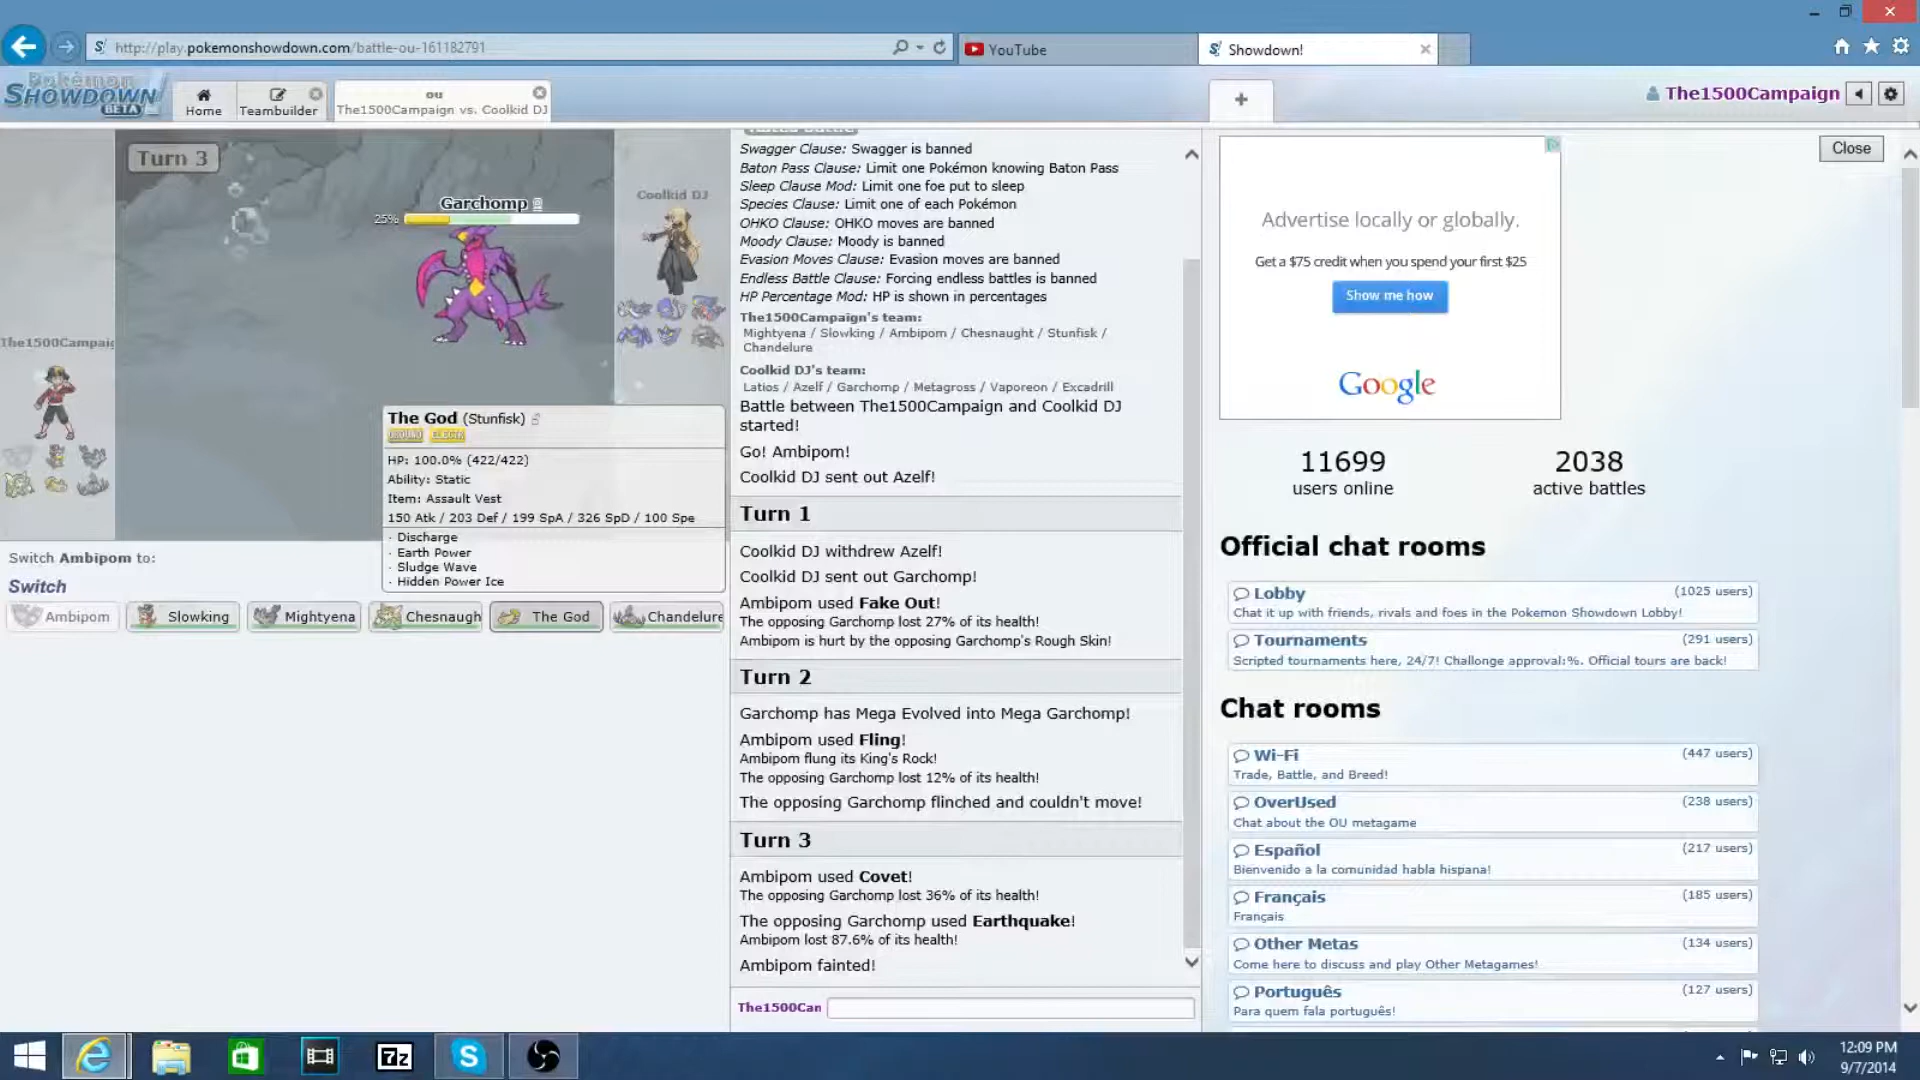 http://play.pokemonshowdown.com/battle-ou-161182791
YouTube
Showdown!
Pokémon
SHOWDOWN
BETA
Home
Teambuilder
ou
The1500Campaign vs. Coolkid DJ
+
The1500Campaign
Turn 3
Garchomp
25%
Coolkid DJ
The1500Campaig
The God (Stunfisk)
GROUND ELECTR
HP: 100.0% (422/422)
Ability: Static
Item: Assault Vest
150 Atk / 203 Def / 199 SpA / 326 SpD / 100 Spe
· Discharge
· Earth Power
· Sludge Wave
· Hidden Power Ice
Switch Ambipom to:
Switch
Ambipom
Slowking
Mightyena
Chesnaugh
The God
Chandelure
Rated battle
Swagger Clause: Swagger is banned
Baton Pass Clause: Limit one Pokémon knowing Baton Pass
Sleep Clause Mod: Limit one foe put to sleep
Species Clause: Limit one of each Pokémon
OHKO Clause: OHKO moves are banned
Moody Clause: Moody is banned
Evasion Moves Clause: Evasion moves are banned
Endless Battle Clause: Forcing endless battles is banned
HP Percentage Mod: HP is shown in percentages
The1500Campaign's team:
Mightyena / Slowking / Ambipom / Chesnaught / Stunfisk /
Chandelure
Coolkid DJ's team:
Latios / Azelf / Garchomp / Metagross / Vaporeon / Excadrill
Battle between The1500Campaign and Coolkid DJ
started!
Go! Ambipom!
Coolkid DJ sent out Azelf!
Turn 1
Coolkid DJ withdrew Azelf!
Coolkid DJ sent out Garchomp!
Ambipom used Fake Out!
The opposing Garchomp lost 27% of its health!
Ambipom is hurt by the opposing Garchomp's Rough Skin!
Turn 2
Garchomp has Mega Evolved into Mega Garchomp!
Ambipom used Fling!
Ambipom flung its King's Rock!
The opposing Garchomp lost 12% of its health!
The opposing Garchomp flinched and couldn't move!
Turn 3
Ambipom used Covet!
The opposing Garchomp lost 36% of its health!
The opposing Garchomp used Earthquake!
Ambipom lost 87.6% of its health!
Ambipom fainted!
The1500Can
Close
Advertise locally or globally.
Get a $75 credit when you spend your first $25
Show me how
Google
11699
users online
2038
active battles
Official chat rooms
Lobby
(1025 users)
Chat it up with friends, rivals and foes in the Pokemon Showdown Lobby!
Tournaments
(291 users)
Scripted tournaments here, 24/7! Challonge approval:%. Official tours are back!
Chat rooms
Wi-Fi
(447 users)
Trade, Battle, and Breed!
OverUsed
(238 users)
Chat about the OU metagame
Español
(217 users)
Bienvenido a la comunidad habla hispana!
Français
(185 users)
Français
Other Metas
(134 users)
Come here to discuss and play Other Metagames!
Português
(127 users)
Para quem fala português!
7z
12:09 PM
9/7/2014